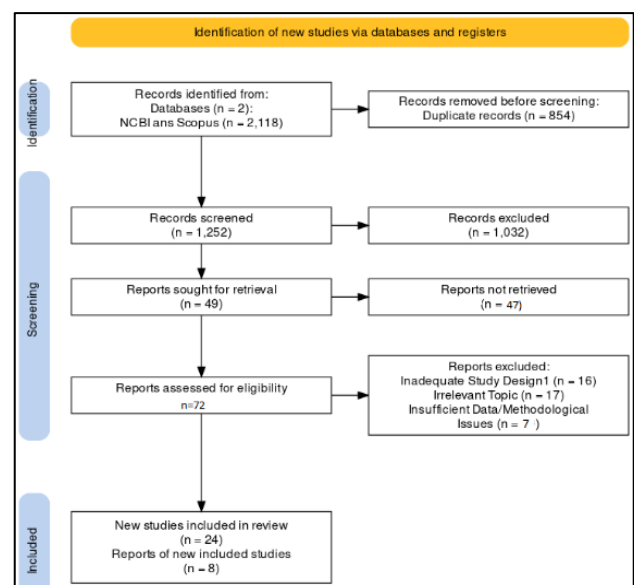 Identification of new studies via databases and registers
Identification
Records identified from:
Databases (n = 2):
NCBI ans Scopus (n = 2,118)
Records removed before screening:
Duplicate records (n = 854)
Screening
Records screened
(n = 1,252)
Records excluded
(n = 1,032)
Reports sought for retrieval
(n = 49)
Reports not retrieved
(n = 47)
Reports assessed for eligibility
n=72
Reports excluded:
Inadequate Study Design1 (n = 16)
Irrelevant Topic (n = 17)
Insufficient Data/Methodological
Issues (n = 7 )
Included
New studies included in review
(n = 24)
Reports of new included studies
(n = 8)